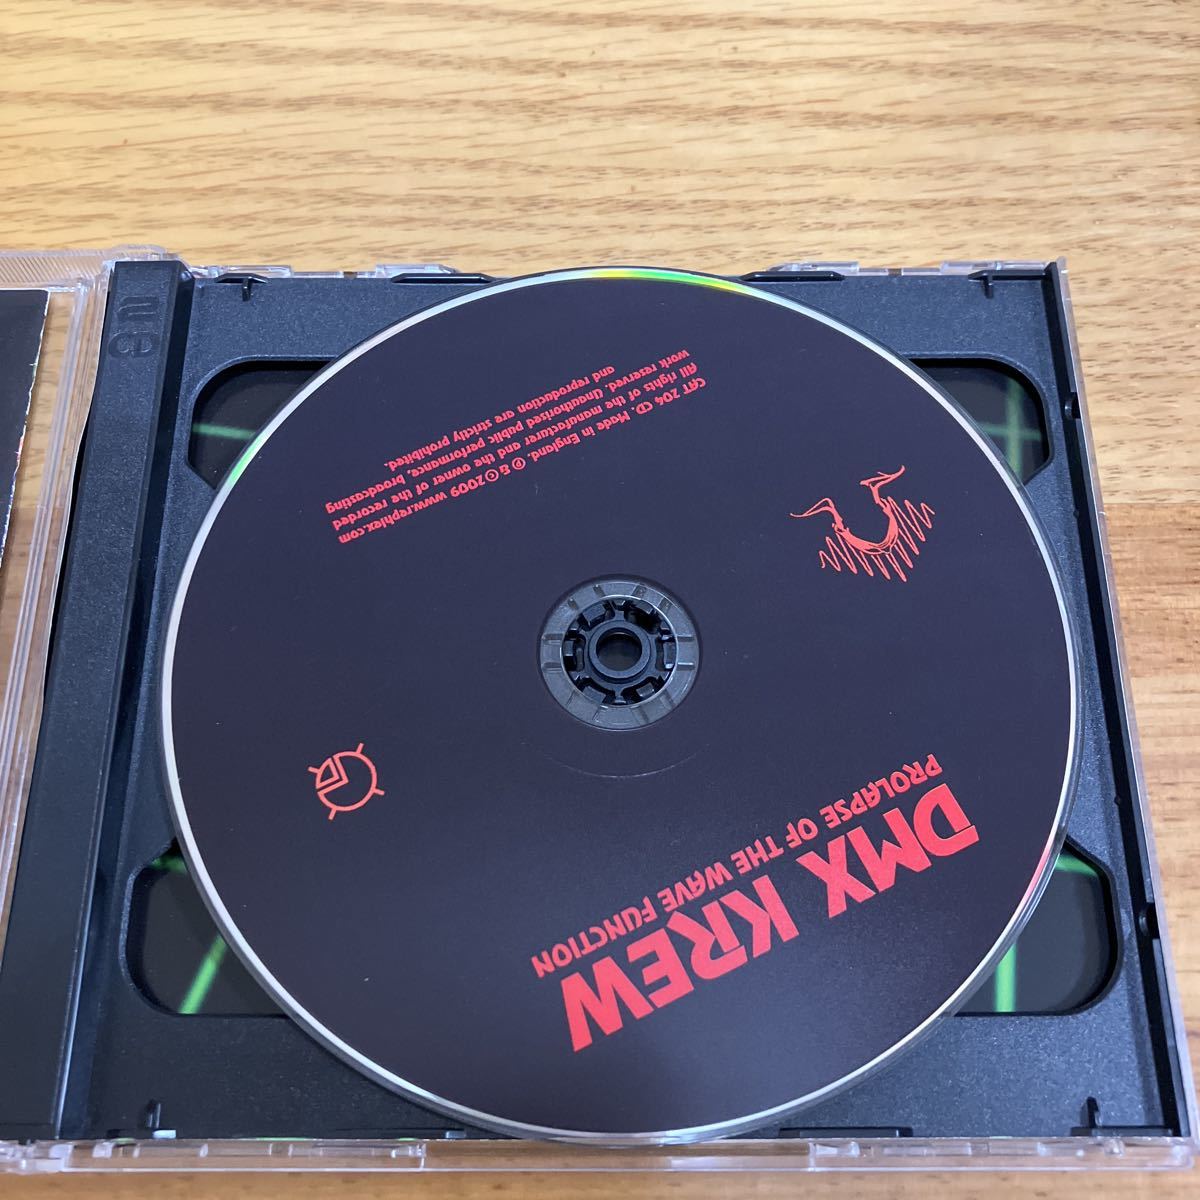 DMX KREW
PROLAPSE OF THE WAVE FUNCTION
CAT 204 CD. Made in England. ℗ & © 2009 www.rephlex.com
All rights of the manufacturer and the owner of the recorded
work reserved. Unauthorised public performance, broadcasting
and reproduction are strictly prohibited.